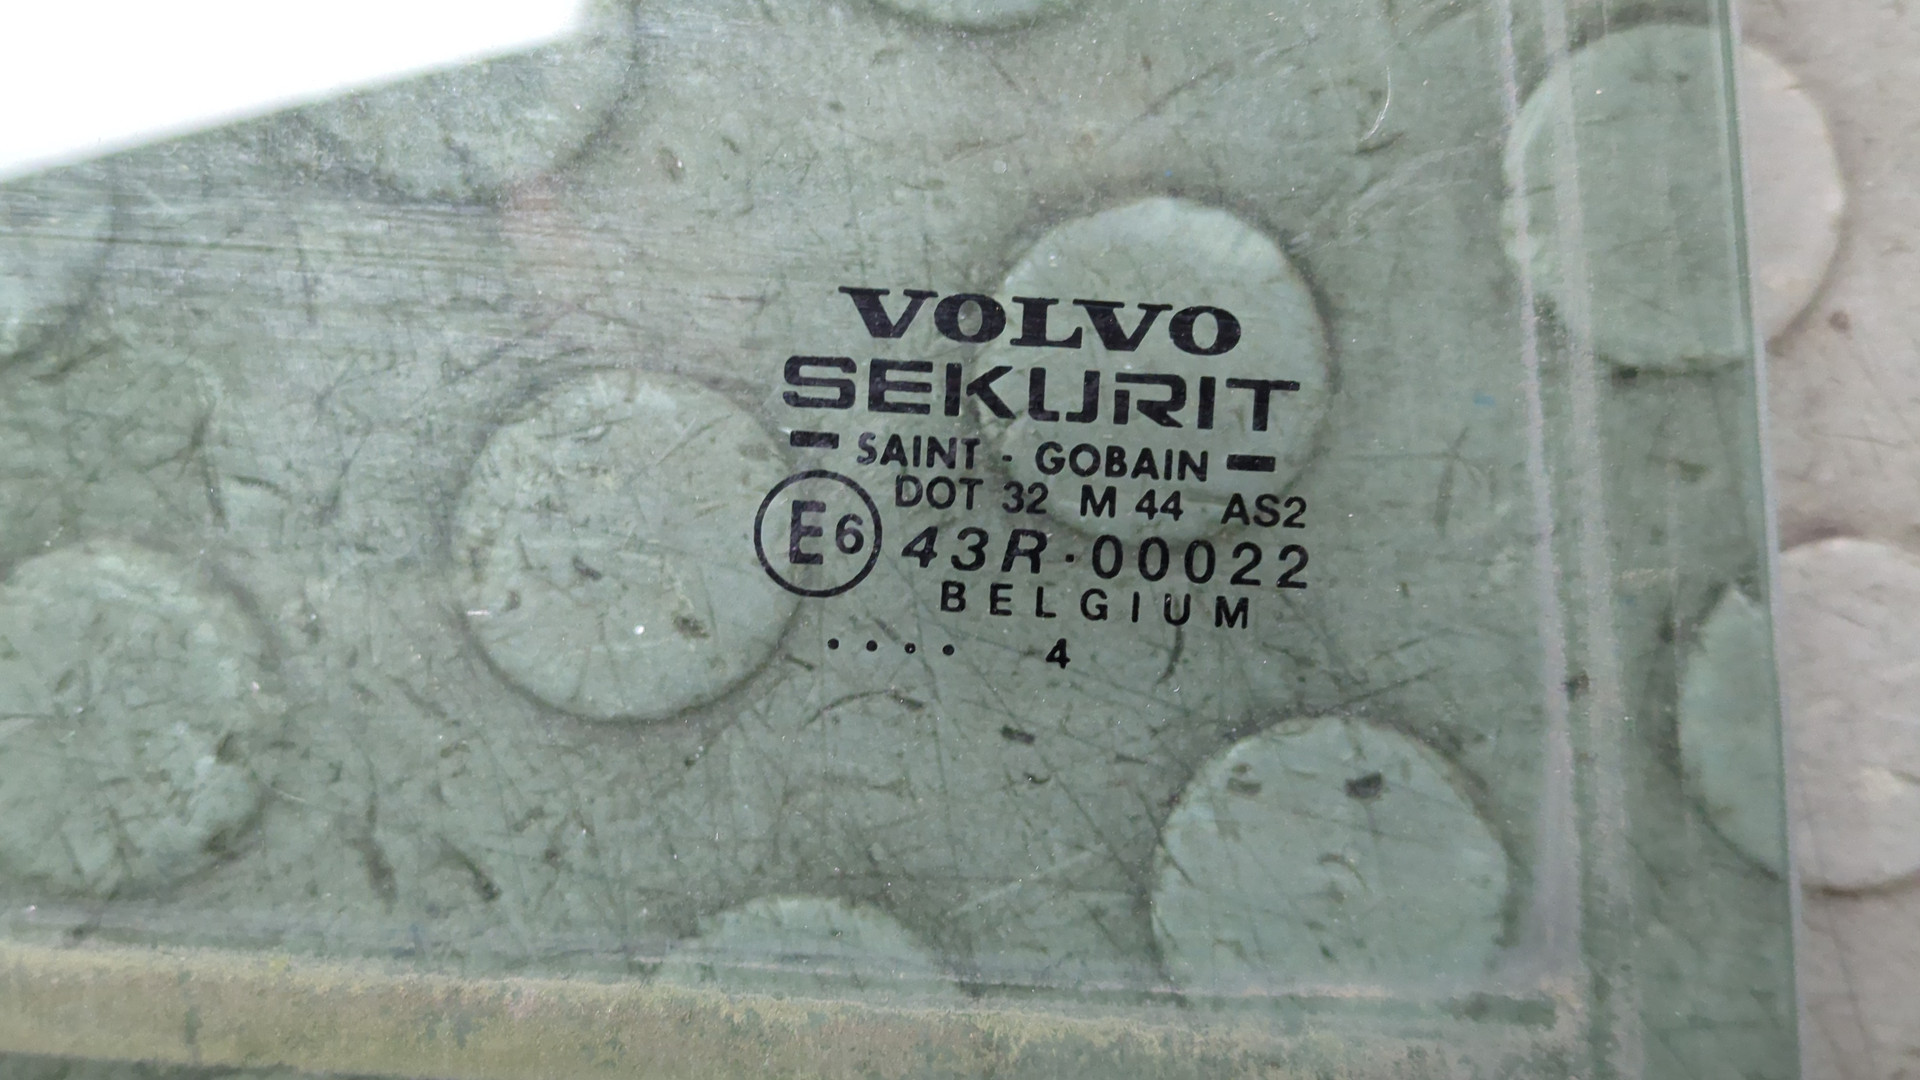 VOLVO
SEKURIT
SAINT - GOBAIN
DOT 32 M 44 AS2
E6 43R·00022
BELGIUM
.... 4